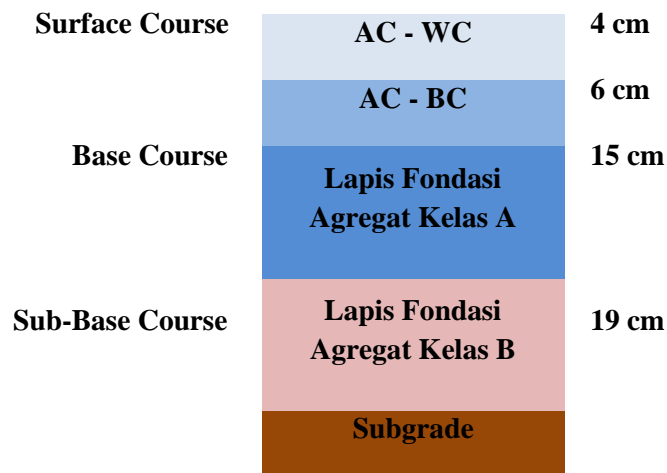 Surface Course
AC - WC
4 cm
AC - BC
6 cm
Base Course
Lapis Fondasi
Agregat Kelas A
15 cm
Sub-Base Course
Lapis Fondasi
Agregat Kelas B
19 cm
Subgrade